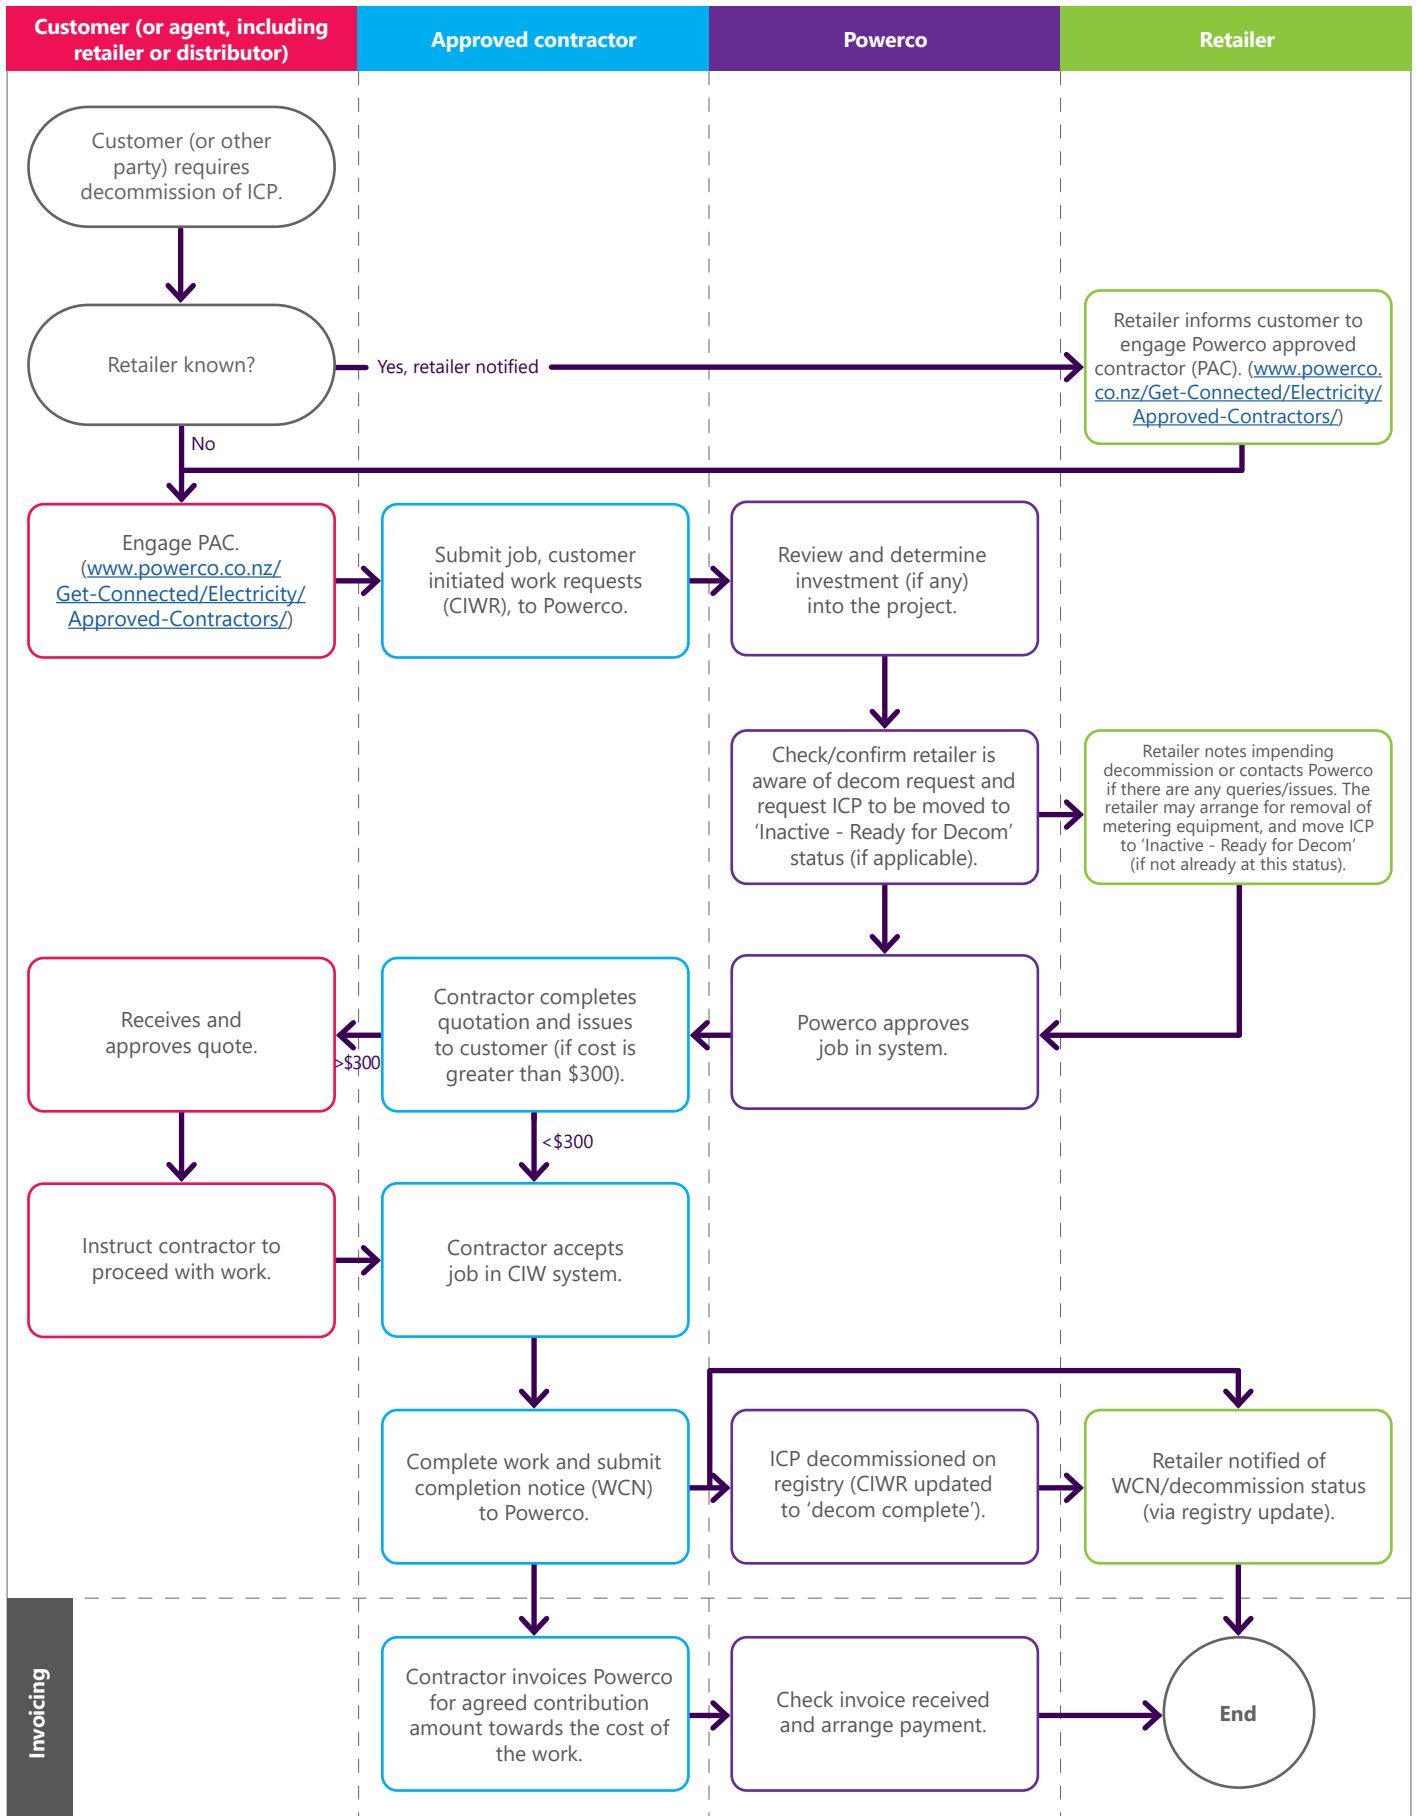 Customer (or agent, including
retailer or distributor)
Approved contractor
Powerco
Retailer
Customer (or other
party) requires
decommission of ICP.
Retailer known?
Yes, retailer notified
Retailer informs customer to
engage Powerco approved
contractor (PAC). (www.powerco.
co.nz/Get-Connected/Electricity/
Approved-Contractors/)
No
Engage PAC.
(www.powerco.co.nz/
Get-Connected/Electricity/
Approved-Contractors/)
Submit job, customer
initiated work requests
(CIWR), to Powerco.
Review and determine
investment (if any)
into the project.
Check/confirm retailer is
aware of decom request and
request ICP to be moved to
‘Inactive - Ready for Decom’
status (if applicable).
Retailer notes impending
decommission or contacts Powerco
if there are any queries/issues. The
retailer may arrange for removal of
metering equipment, and move ICP
to ‘Inactive - Ready for Decom’
(if not already at this status).
Receives and
approves quote.
>$300
Contractor completes
quotation and issues
to customer (if cost is
greater than $300).
Powerco approves
job in system.
<$300
Instruct contractor to
proceed with work.
Contractor accepts
job in CIW system.
Complete work and submit
completion notice (WCN)
to Powerco.
ICP decommissioned on
registry (CIWR updated
to ‘decom complete’).
Retailer notified of
WCN/decommission status
(via registry update).
Invoicing
Contractor invoices Powerco
for agreed contribution
amount towards the cost of
the work.
Check invoice received
and arrange payment.
End